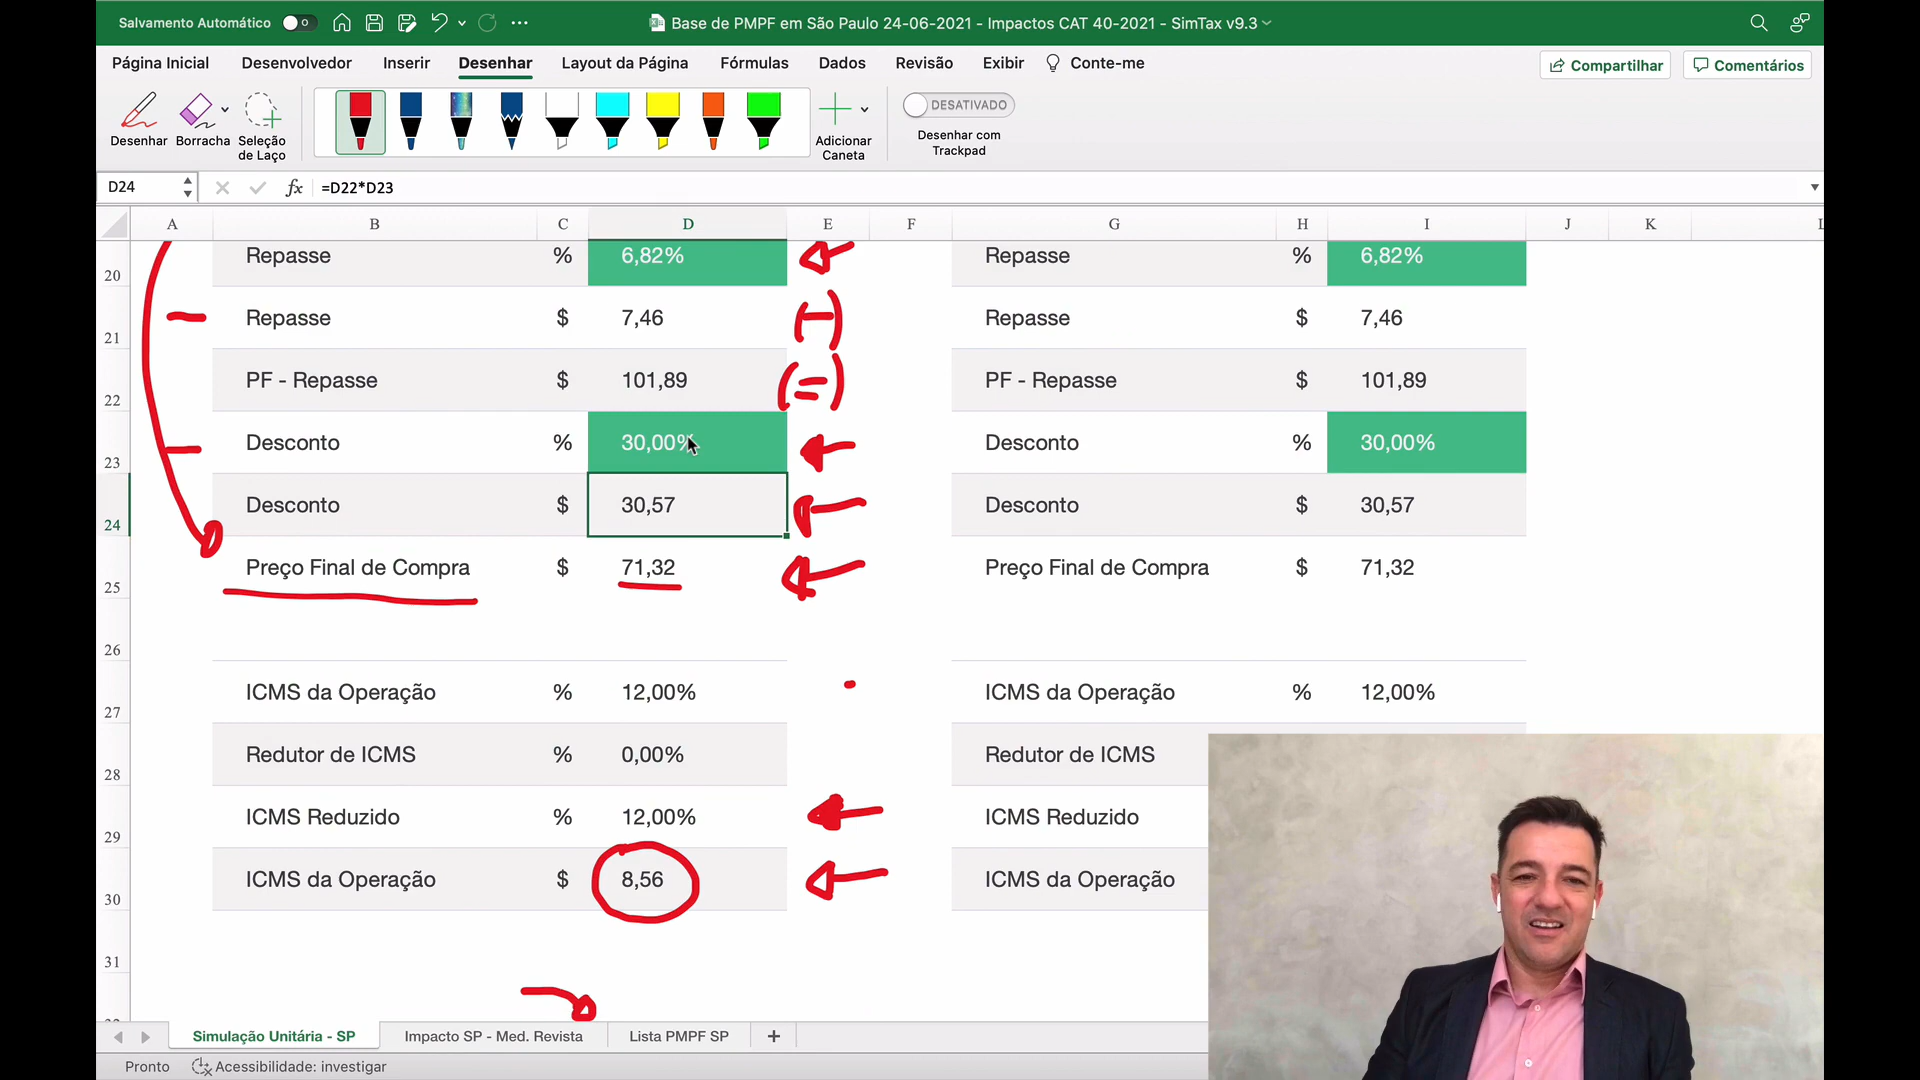 Salvamento Automático 0 Base de PMPF em São Paulo 24-06-2021 - Impactos CAT 40-2021 - SimTax v9.3
Página Inicial Desenvolvedor Inserir Desenhar Layout da Página Fórmulas Dados Revisão Exibir Conte-me Compartilhar Comentários
Desenhar Borracha Seleção de Laço Adicionar Caneta DESATIVADO Desenhar com Trackpad
D24 fx =D22*D23
A B C D E F G H I J K L
20 Repasse % 6,82% Repasse % 6,82%
21 Repasse $ 7,46 (-) Repasse $ 7,46
22 PF - Repasse $ 101,89 (=) PF - Repasse $ 101,89
23 Desconto % 30,00% Desconto % 30,00%
24 Desconto $ 30,57 Desconto $ 30,57
25 Preço Final de Compra $ 71,32 Preço Final de Compra $ 71,32
26
27 ICMS da Operação % 12,00% ICMS da Operação % 12,00%
28 Redutor de ICMS % 0,00% Redutor de ICMS
29 ICMS Reduzido % 12,00% ICMS Reduzido
30 ICMS da Operação $ 8,56 ICMS da Operação
31
Simulação Unitária - SP Impacto SP - Med. Revista Lista PMPF SP +
Pronto Acessibilidade: investigar